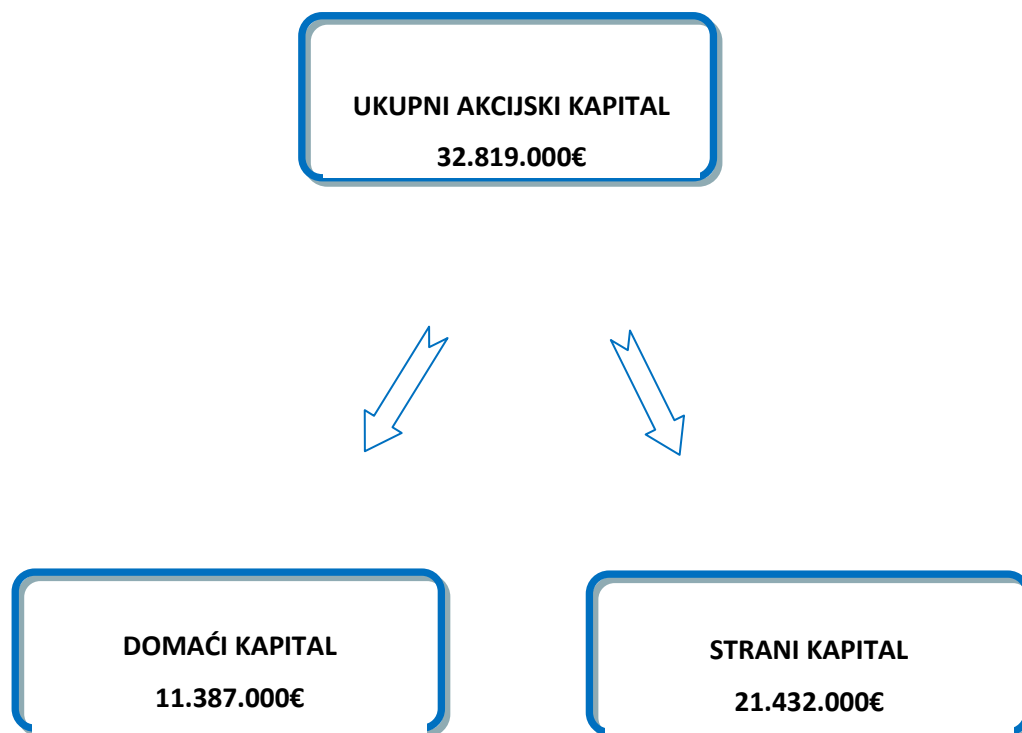 UKUPNI AKCIJSKI KAPITAL
32.819.000€
DOMAĆI KAPITAL
11.387.000€
STRANI KAPITAL
21.432.000€